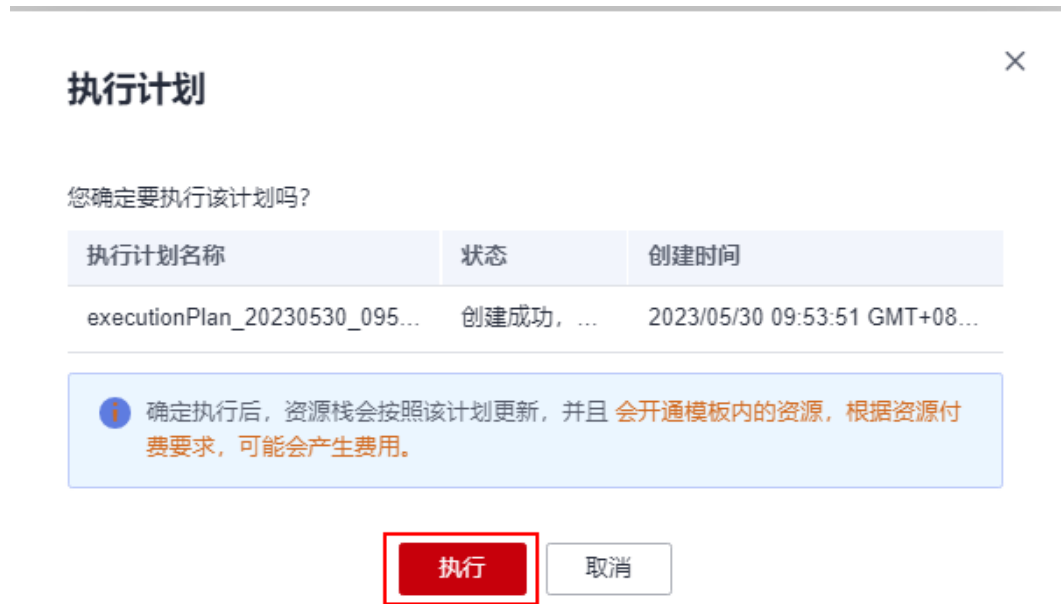 执行计划
您确定要执行该计划吗？
执行计划名称 状态 创建时间
executionPlan_20230530_095... 创建成功，... 2023/05/30 09:53:51 GMT+08...
确定执行后，资源栈会按照该计划更新，并且 会开通模板内的资源，根据资源付
费要求，可能会产生费用。
执行 取消